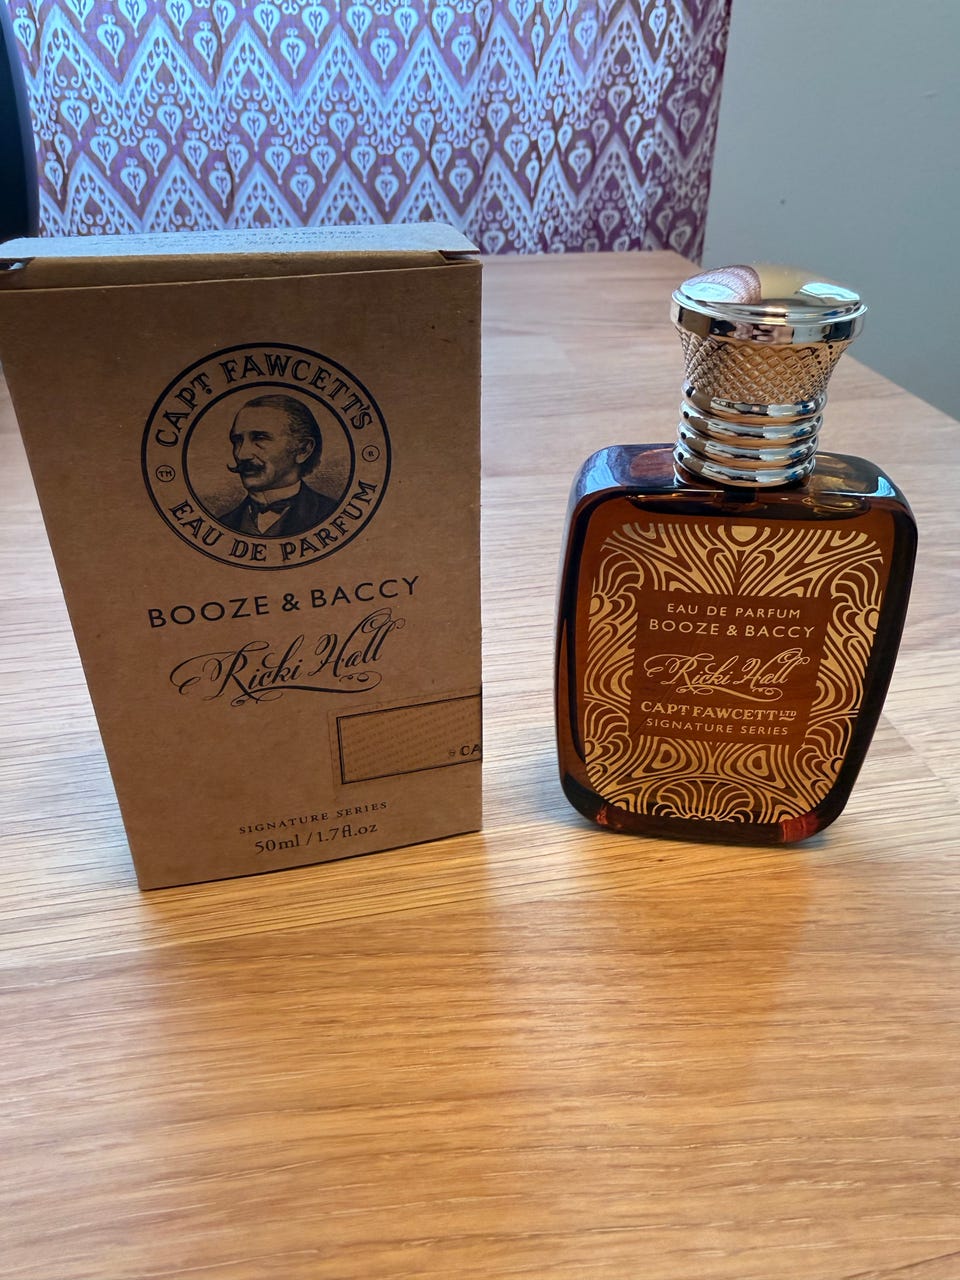 CAPT. FAWCETT'S
TM
R
EAU DE PARFUM
BOOZE & BACCY
Ricki Hall
CA
SIGNATURE SERIES
50ml / 1.7fl.oz
EAU DE PARFUM
BOOZE & BACCY
Ricki Hall
CAPT FAWCETT LTD
SIGNATURE SERIES